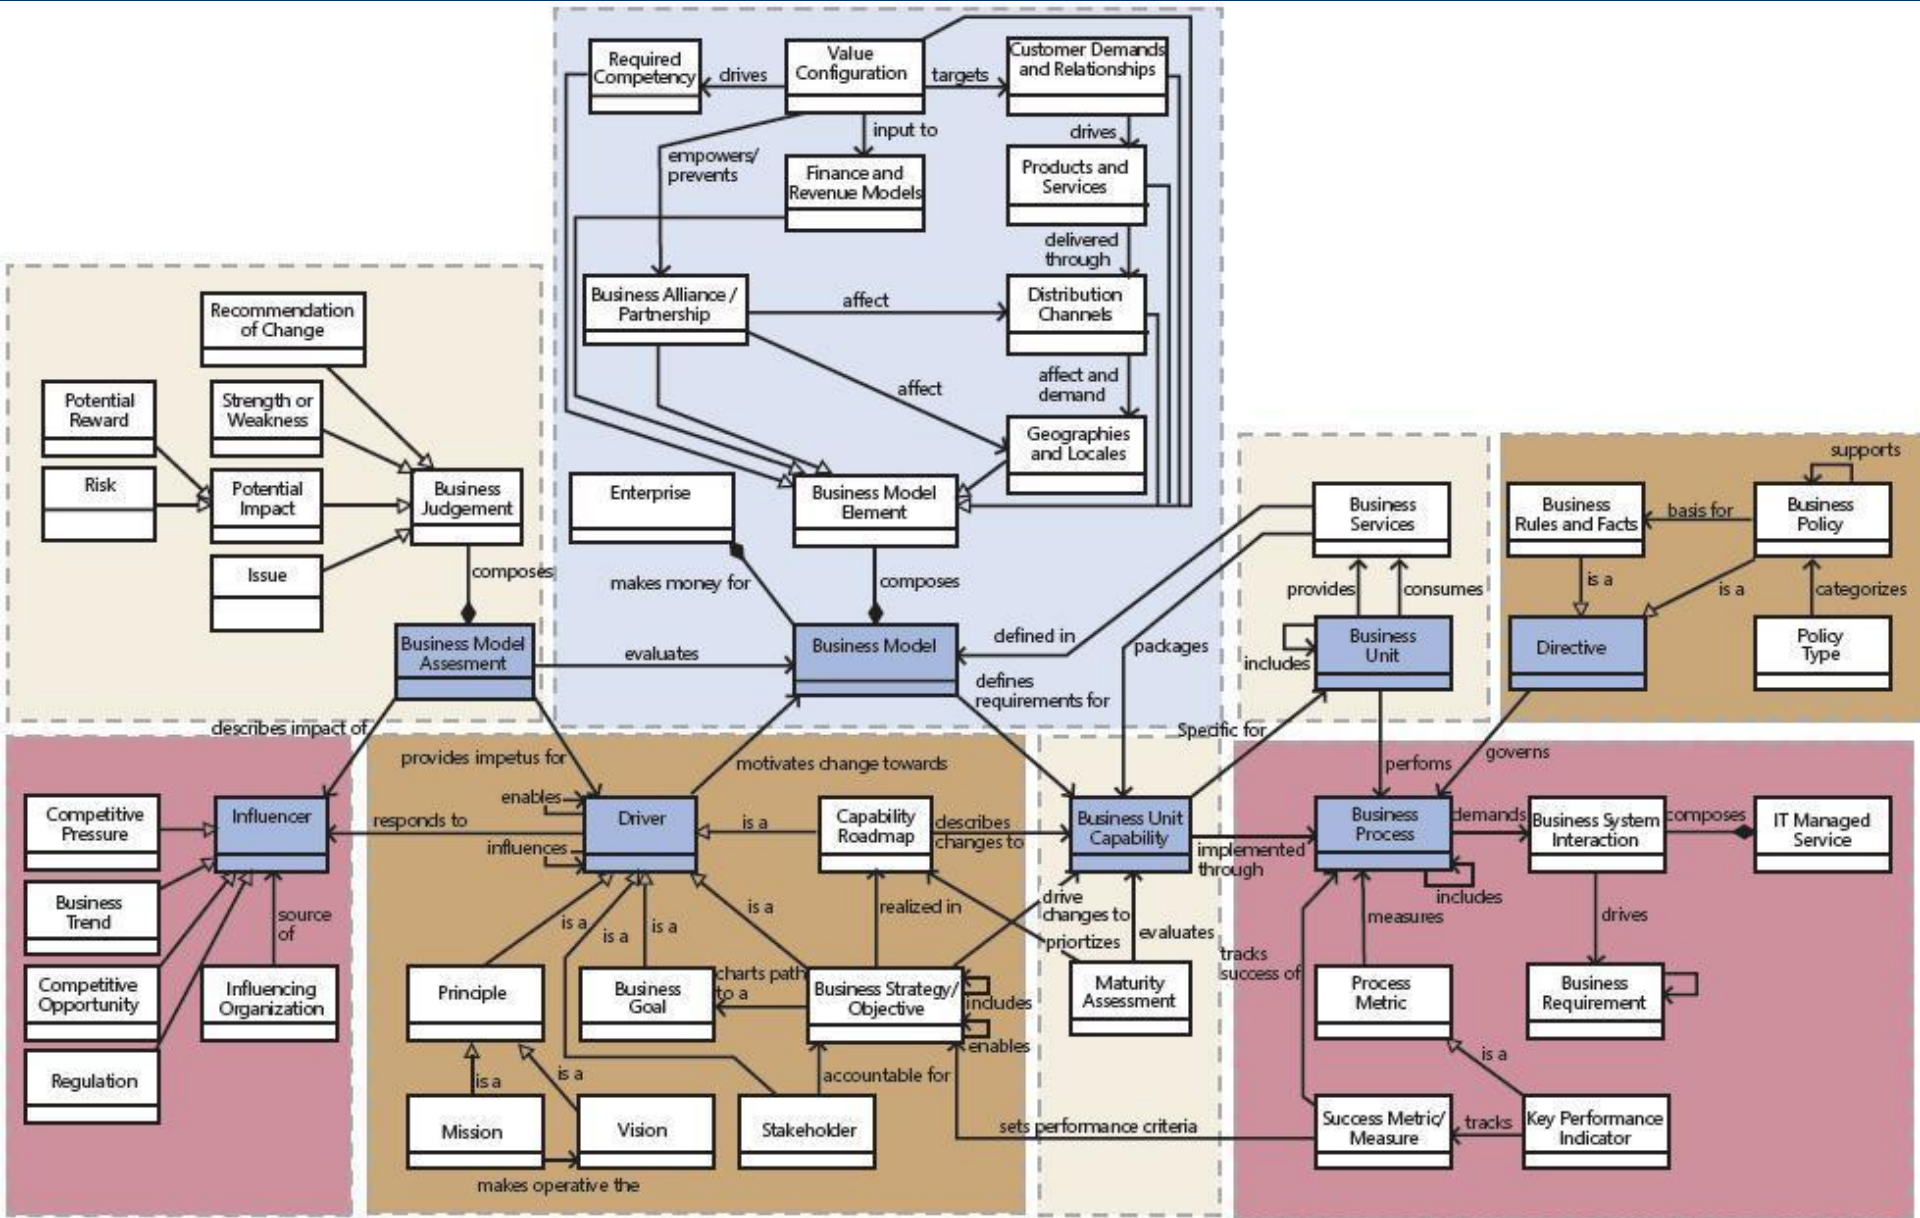 Required
Competency
drives
Value
Configuration
targets
Customer Demands
and Relationships
input to
drives
empowers/
prevents
Finance and
Revenue Models
Products and
Services
delivered
through
Business Alliance /
Partnership
affect
Distribution
Channels
affect
affect and
demand
Geographies
and Locales
Enterprise
Business Model
Element
makes money for
composes
Business Model
defined in
defines
requirements for
packages
Recommendation
of Change
Potential
Reward
Strength or
Weakness
Risk
Potential
Impact
Business
Judgement
Issue
composes
Business Model
Assesment
evaluates
describes impact of
provides impetus for
motivates change towards
Business
Services
provides
consumes
Business
Unit
includes
Specific for
supports
Business
Rules and Facts
basis for
Business
Policy
is a
is a
categorizes
Directive
Policy
Type
perfoms
governs
Competitive
Pressure
Influencer
Business
Trend
source
of
Competitive
Opportunity
Influencing
Organization
Regulation
responds to
enables
influences
Driver
is a
Capability
Roadmap
describes
changes to
is a
is a
is a
is a
realized in
Principle
Business
Goal
charts path
to a
Business Strategy/
Objective
includes
enables
is a
is a
accountable for
Mission
Vision
Stakeholder
makes operative the
Business Unit
Capability
implemented
through
drive
changes to
priortizes
evaluates
Maturity
Assessment
sets performance criteria
tracks
success of
Business
Process
demands
Business System
Interaction
composes
IT Managed
Service
includes
measures
drives
Process
Metric
Business
Requirement
is a
Success Metric/
Measure
tracks
Key Performance
Indicator